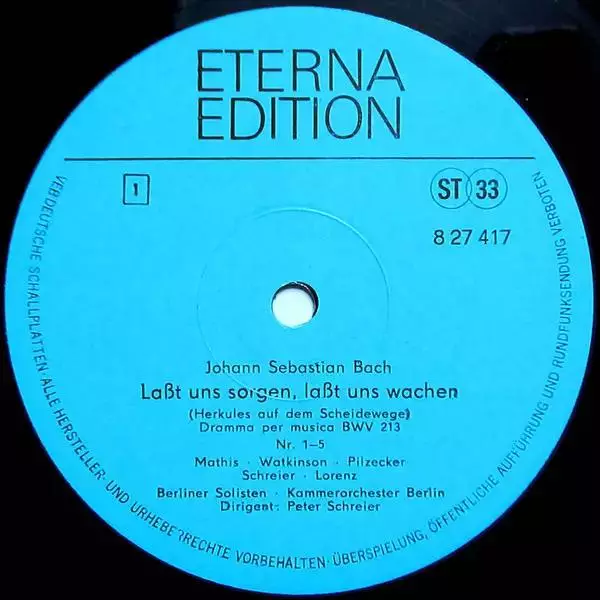 ETERNA
EDITION
1
ST 33
8 27 417
Johann Sebastian Bach
Laßt uns sorgen, laßt uns wachen
(Herkules auf dem Scheidewege)
Dramma per musica BWV 213
Nr. 1–5
Mathis · Watkinson · Pilzecker
Schreier · Lorenz
Berliner Solisten · Kammerorchester Berlin
Dirigent: Peter Schreier
VEB DEUTSCHE SCHALLPLATTEN · ALLE HERSTELLER- UND URHEBERRECHTE VORBEHALTEN · ÜBERSPIELUNG, ÖFFENTLICHE AUFFÜHRUNG UND RUNDFUNKSENDUNG VERBOTEN